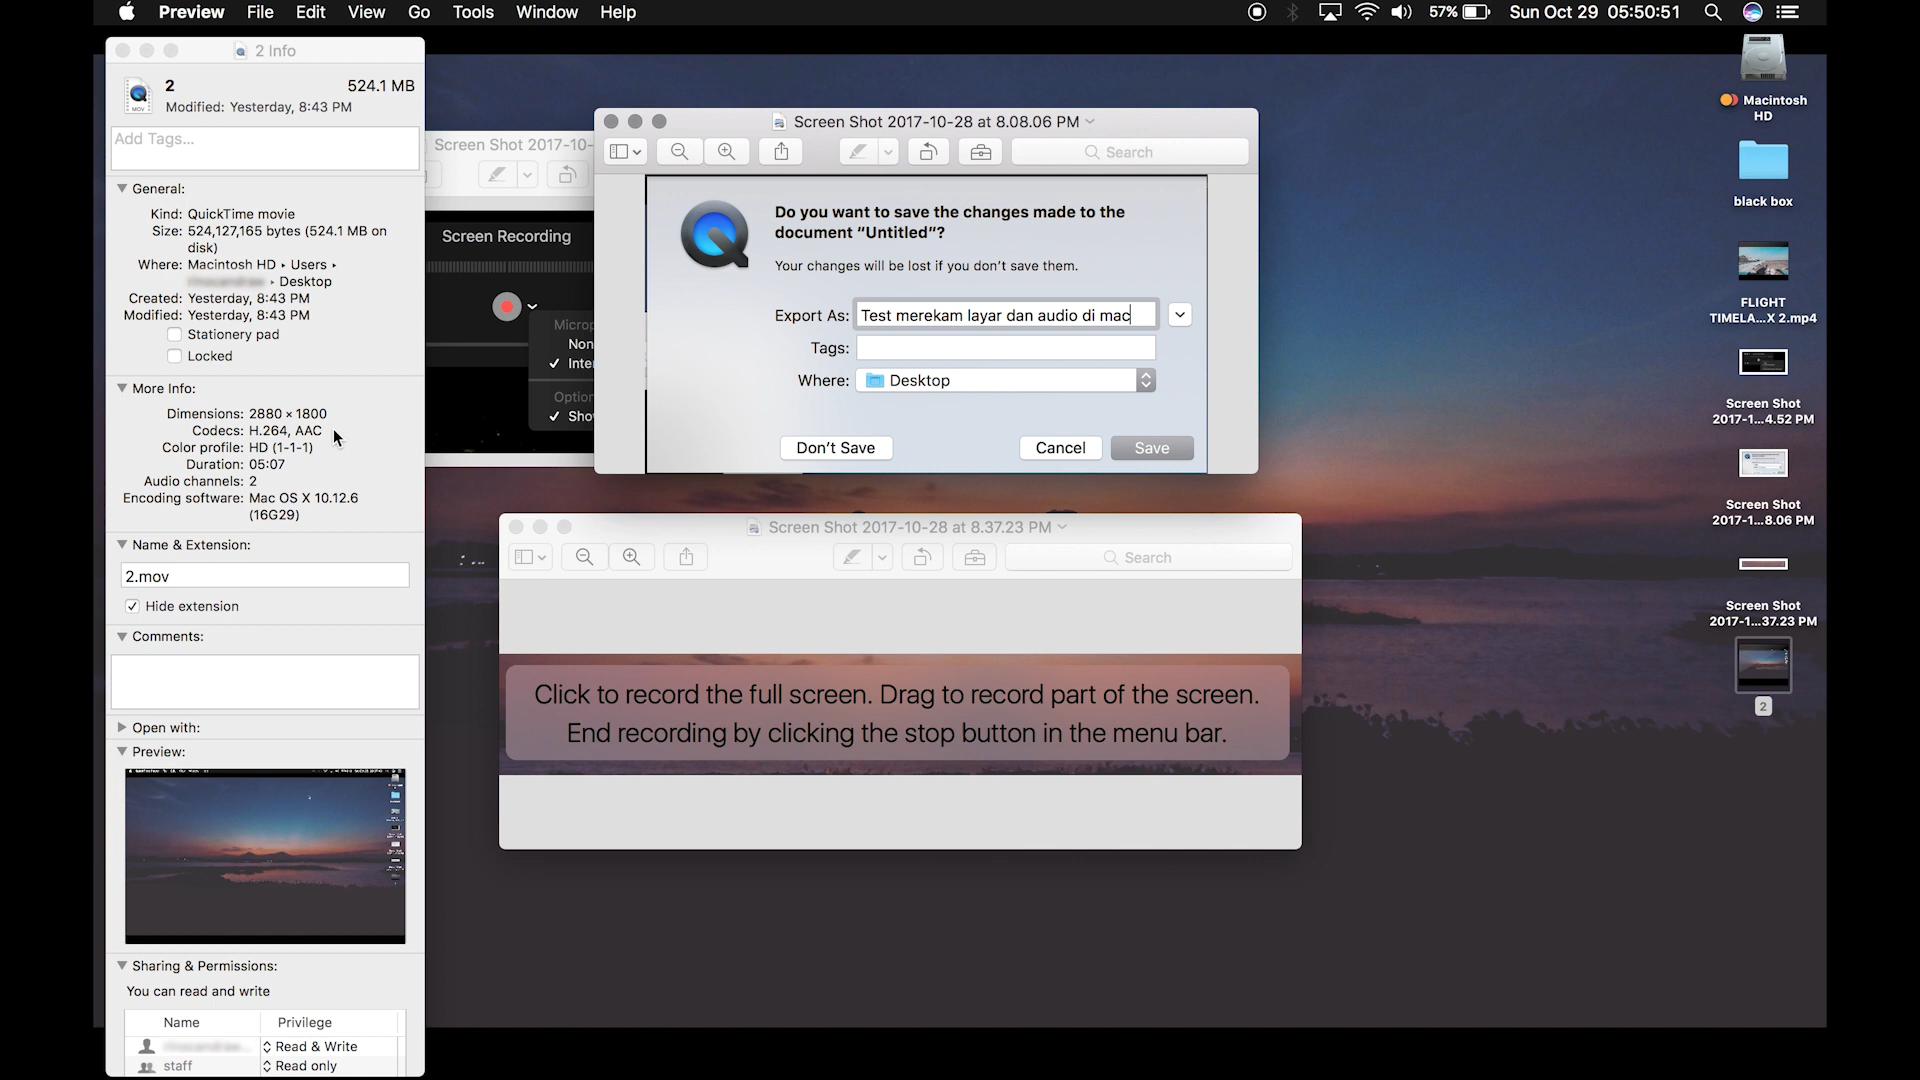 Preview File Edit View Go Tools Window Help
57% Sun Oct 29 05:50:51
2 Info
2 524.1 MB
Modified: Yesterday, 8:43 PM
MOV
Add Tags...
General:
Kind: QuickTime movie
Size: 524,127,165 bytes (524.1 MB on
disk)
Where: Macintosh HD ▸ Users ▸
▸ Desktop
Created: Yesterday, 8:43 PM
Modified: Yesterday, 8:43 PM
Stationery pad
Locked
More Info:
Dimensions: 2880 × 1800
Codecs: H.264, AAC
Color profile: HD (1-1-1)
Duration: 05:07
Audio channels: 2
Encoding software: Mac OS X 10.12.6
(16G29)
Name & Extension:
2.mov
Hide extension
Comments:
Open with:
Preview:
Sharing & Permissions:
You can read and write
Name Privilege
Read & Write
staff Read only
Screen Shot 2017-10-
Screen Recording
Microp
Non
Inter
Option
Show
Screen Shot 2017-10-28 at 8.08.06 PM
Search
Do you want to save the changes made to the
document “Untitled”?
Your changes will be lost if you don’t save them.
Export As: Test merekam layar dan audio di mac
Tags:
Where: Desktop
Don’t Save Cancel Save
Screen Shot 2017-10-28 at 8.37.23 PM
Search
Click to record the full screen. Drag to record part of the screen.
End recording by clicking the stop button in the menu bar.
Macintosh
HD
black box
FLIGHT
TIMELA...X 2.mp4
Screen Shot
2017-1...4.52 PM
Screen Shot
2017-1...8.06 PM
Screen Shot
2017-1...37.23 PM
2